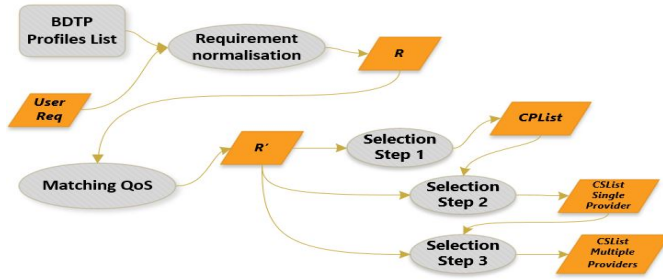 BDTP
Profiles List
Requirement
normalisation
R
User
Req
Matching QoS
R'
Selection
Step 1
CPList
Selection
Step 2
CSList
Single
Provider
Selection
Step 3
CSList
Multiple
Providers